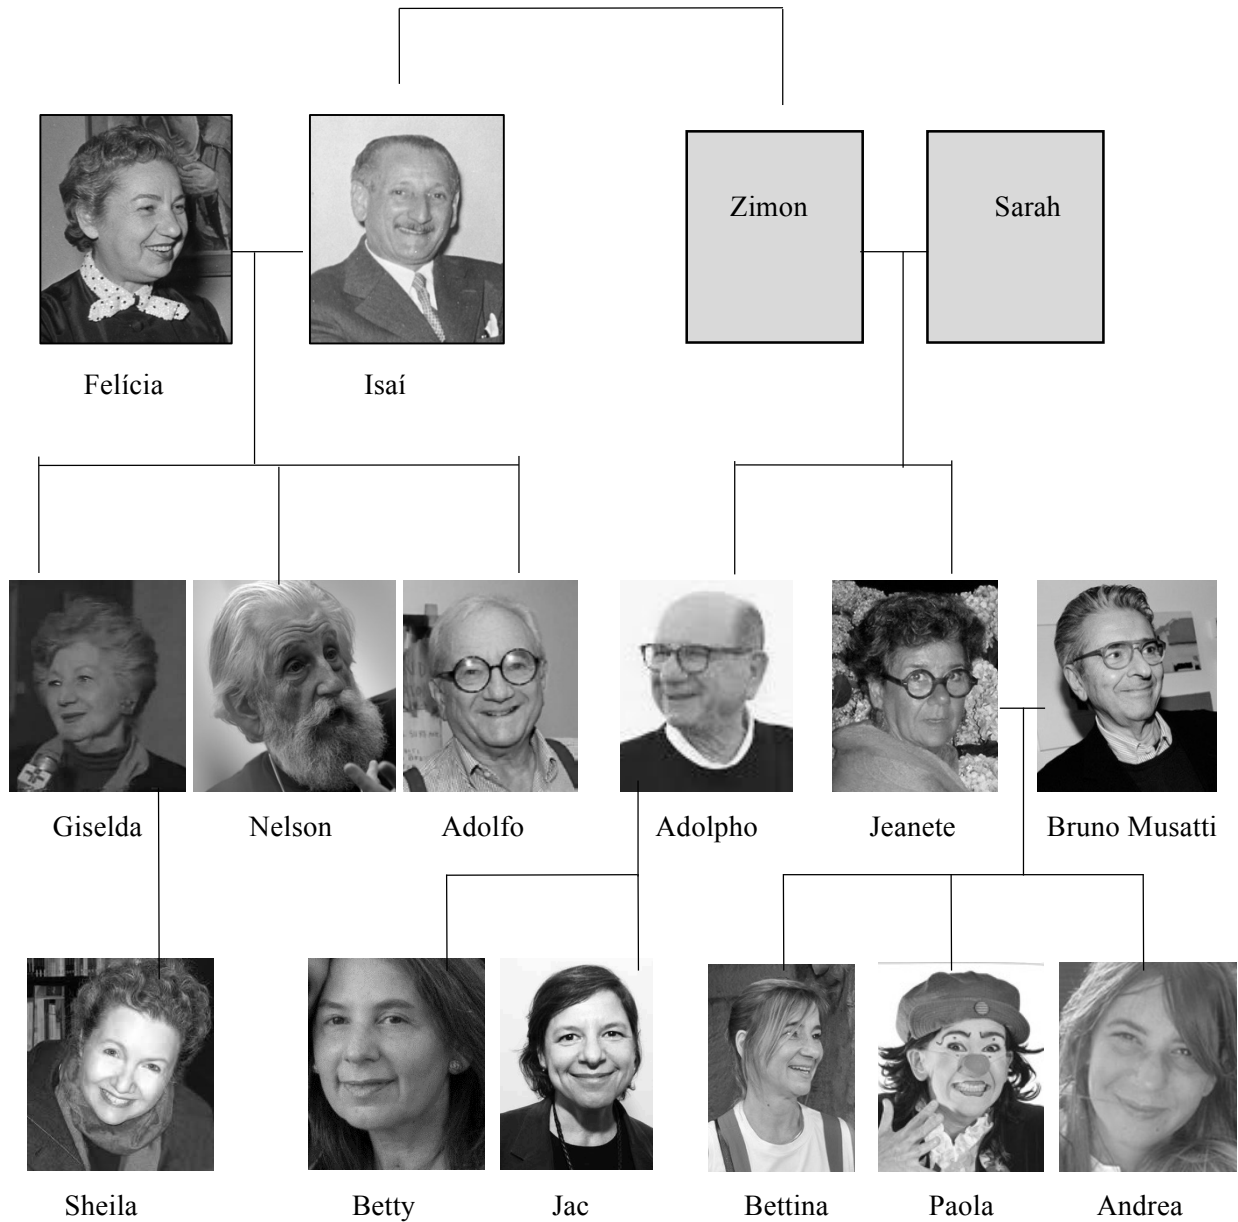 Zimon Sarah
Felícia Isaí
Giselda Nelson Adolfo Adolpho Jeanete Bruno Musatti
Sheila Betty Jac Bettina Paola Andrea